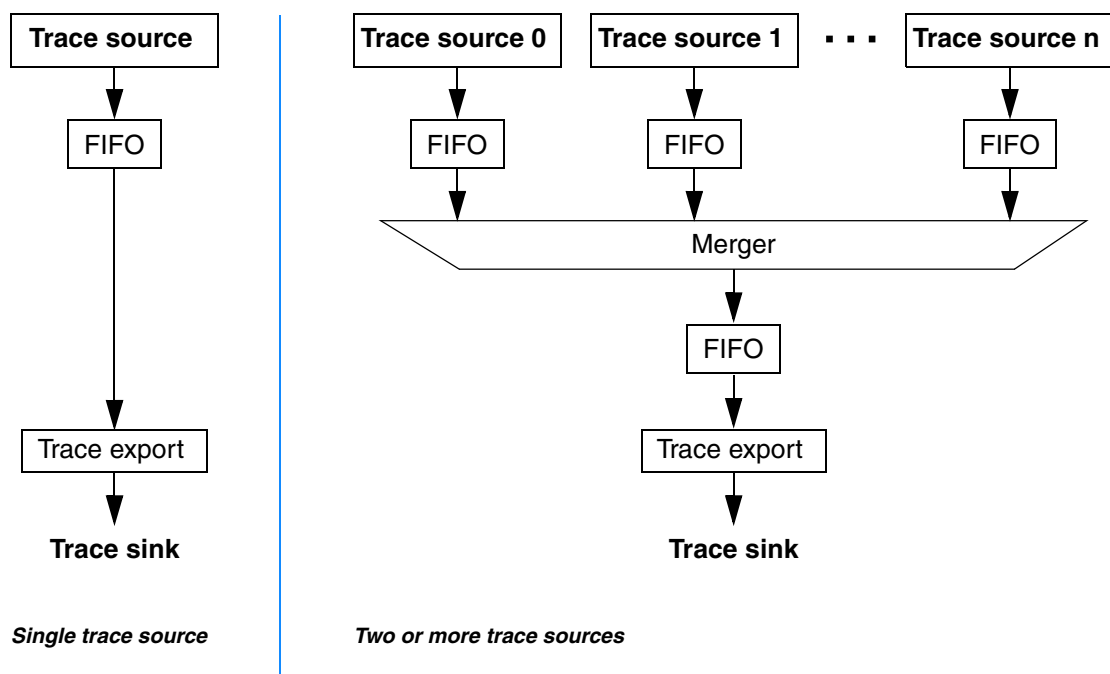 Trace source
FIFO
Trace export
Trace sink
Single trace source
Trace source 0
Trace source 1
. . .
Trace source n
FIFO
FIFO
FIFO
Merger
FIFO
Trace export
Trace sink
Two or more trace sources